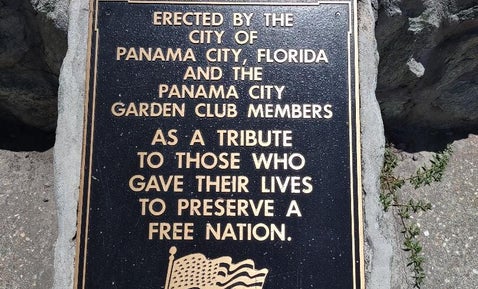 ERECTED BY THE
CITY OF
PANAMA CITY, FLORIDA
AND THE
PANAMA CITY
GARDEN CLUB MEMBERS
AS A TRIBUTE
TO THOSE WHO
GAVE THEIR LIVES
TO PRESERVE A
FREE NATION.